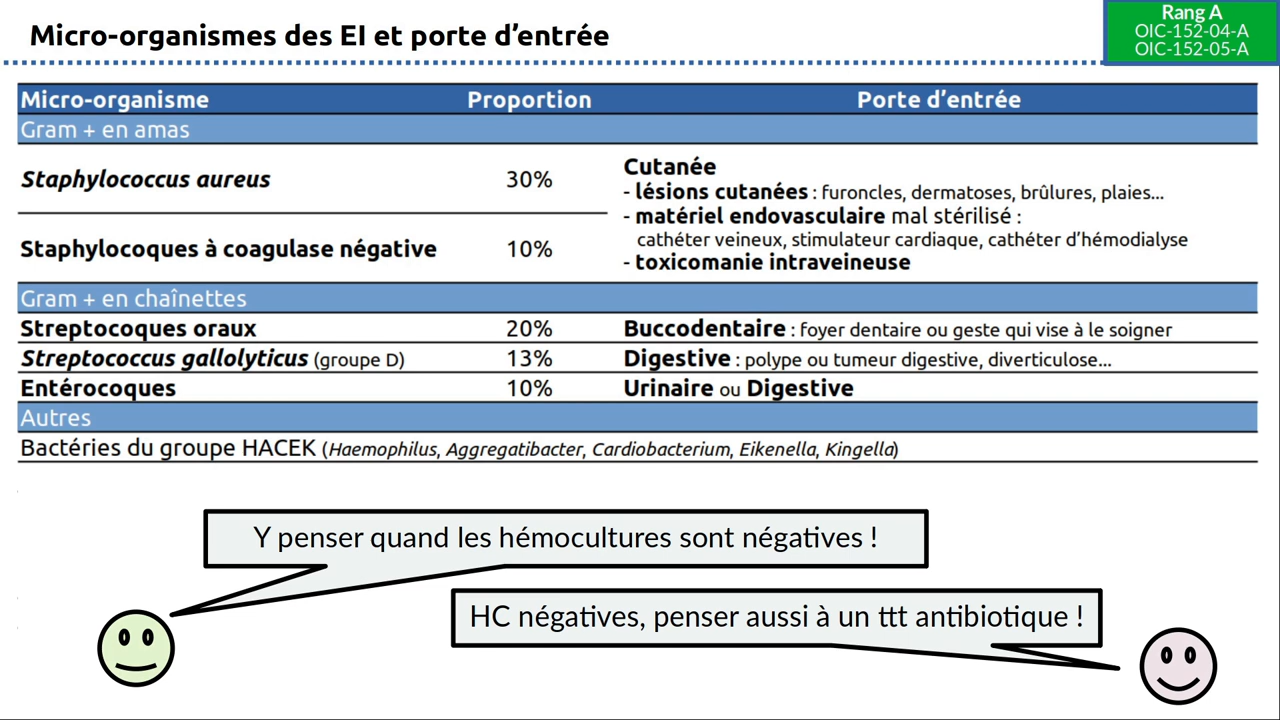 Micro-organismes des EI et porte d’entrée
Rang A
OIC-152-04-A
OIC-152-05-A
Micro-organisme Proportion Porte d’entrée
Gram + en amas
Staphylococcus aureus 30%
Staphylocoques à coagulase négative 10%
Cutanée
- lésions cutanées : furoncles, dermatoses, brûlures, plaies...
- matériel endovasculaire mal stérilisé :
cathéter veineux, stimulateur cardiaque, cathéter d’hémodialyse
- toxicomanie intraveineuse
Gram + en chaînettes
Streptocoques oraux 20% Buccodentaire : foyer dentaire ou geste qui vise à le soigner
Streptococcus gallolyticus (groupe D) 13% Digestive : polype ou tumeur digestive, diverticulose...
Entérocoques 10% Urinaire ou Digestive
Autres
Bactéries du groupe HACEK (Haemophilus, Aggregatibacter, Cardiobacterium, Eikenella, Kingella)
Y penser quand les hémocultures sont négatives !
HC négatives, penser aussi à un ttt antibiotique !